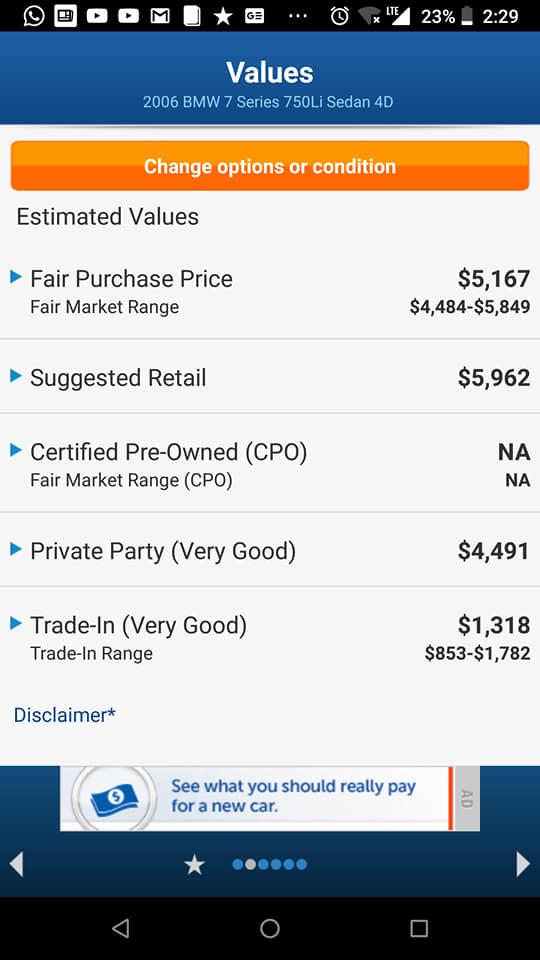 GE
LTE
23%
2:29
Values
2006 BMW 7 Series 750Li Sedan 4D
Change options or condition
Estimated Values
Fair Purchase Price $5,167
Fair Market Range $4,484-$5,849
Suggested Retail $5,962
Certified Pre-Owned (CPO) NA
Fair Market Range (CPO) NA
Private Party (Very Good) $4,491
Trade-In (Very Good) $1,318
Trade-In Range $853-$1,782
Disclaimer*
See what you should really pay
for a new car.
AD